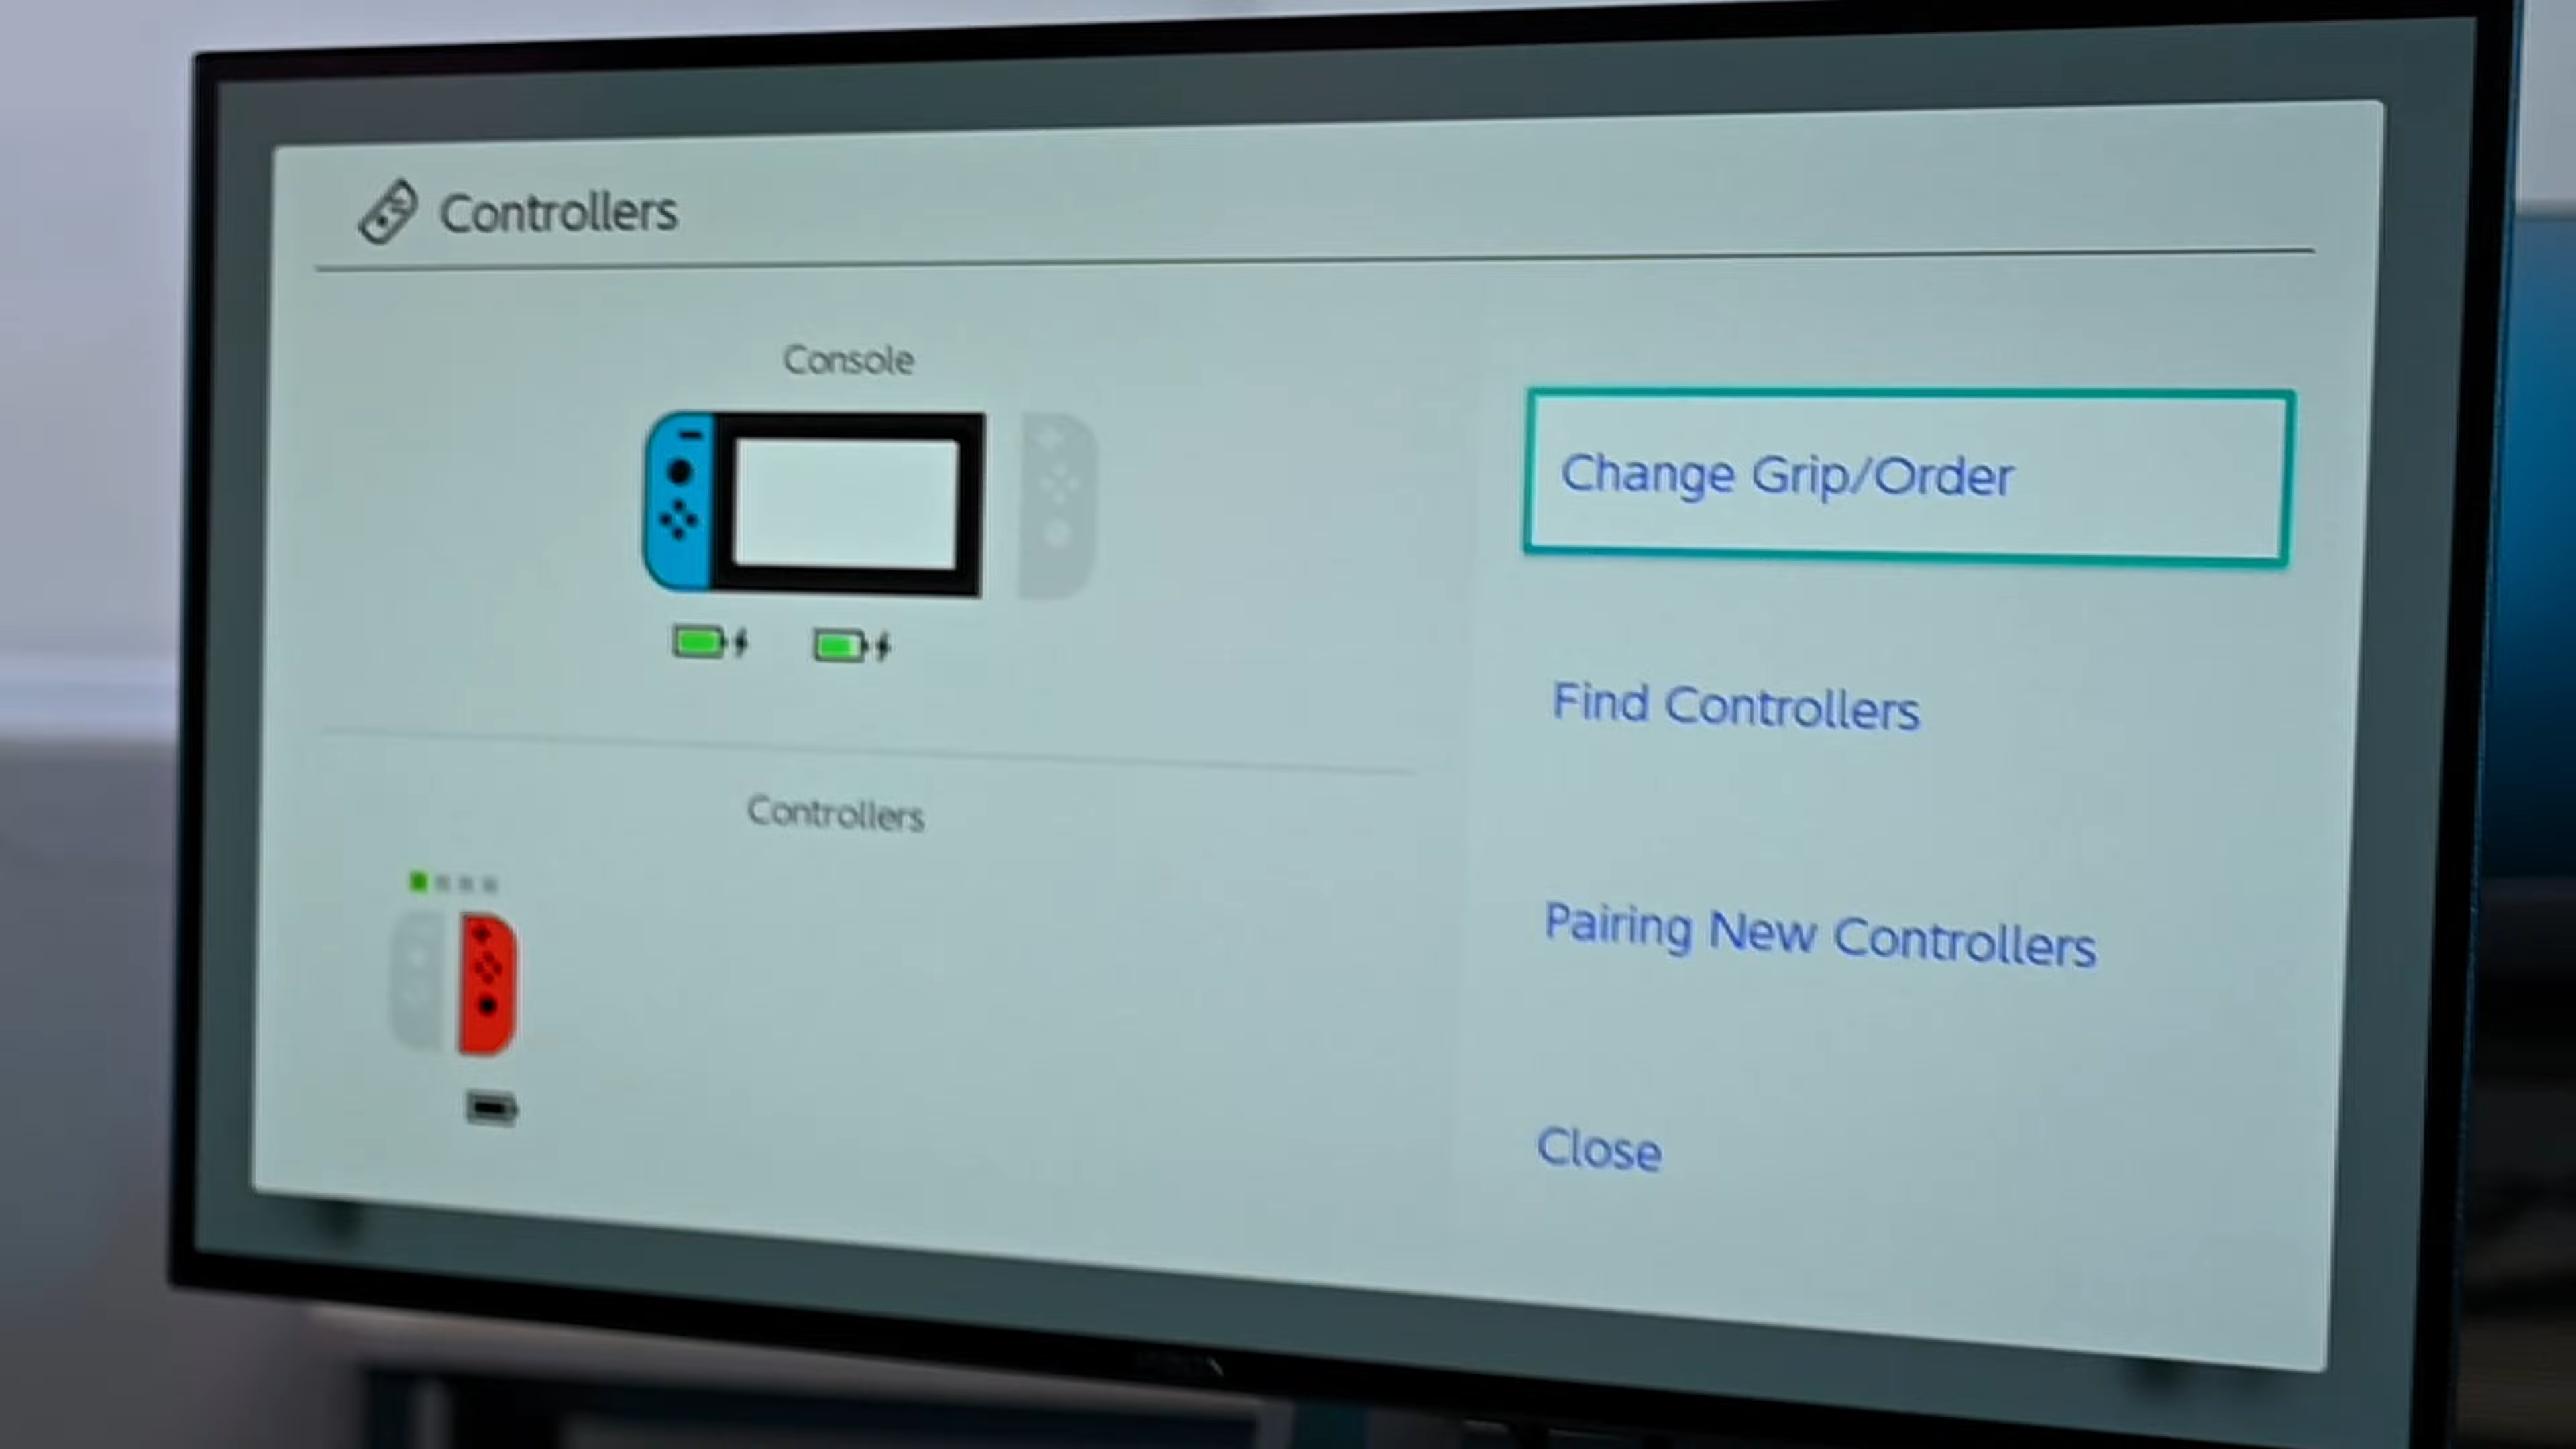 Controllers
Console
Change Grip/Order
Find Controllers
Controllers
Pairing New Controllers
Close